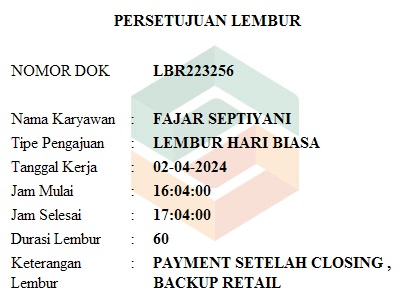 PERSETUJUAN LEMBUR
NOMOR DOK LBR223256
Nama Karyawan : FAJAR SEPTIYANI
Tipe Pengajuan : LEMBUR HARI BIASA
Tanggal Kerja : 02-04-2024
Jam Mulai : 16:04:00
Jam Selesai : 17:04:00
Durasi Lembur : 60
Keterangan : PAYMENT SETELAH CLOSING ,
Lembur BACKUP RETAIL